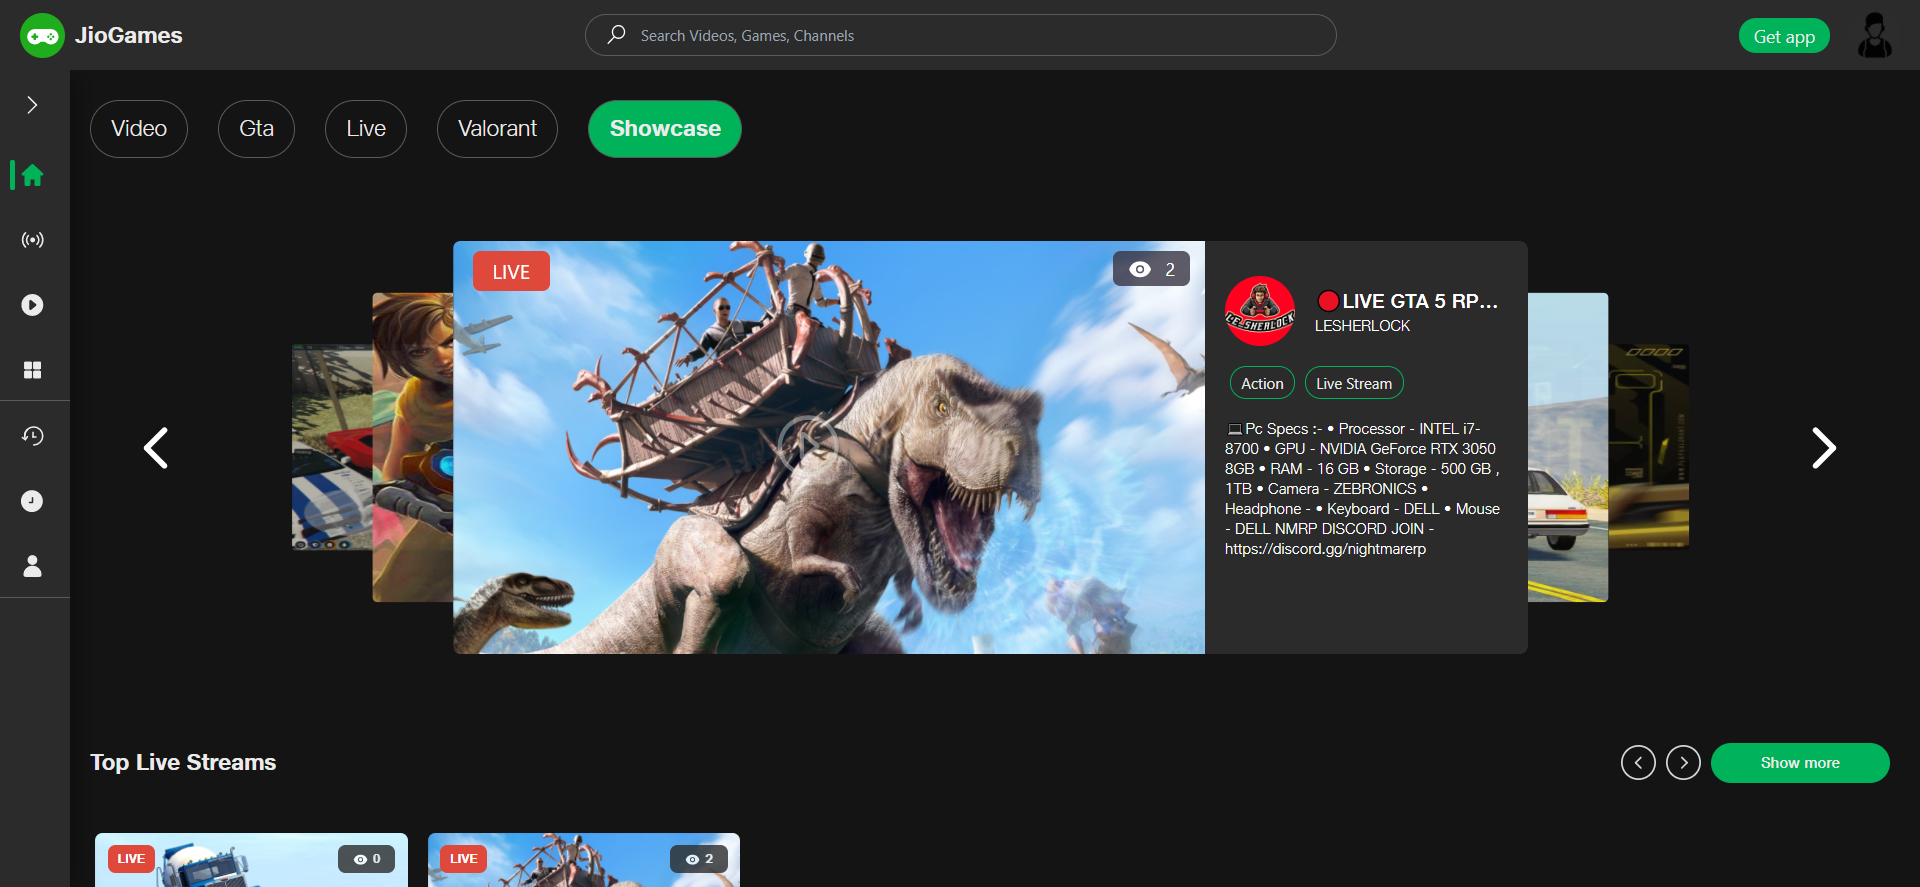 JioGames
Search Videos, Games, Channels
Get app
Video
Gta
Live
Valorant
Showcase
LIVE
2
LE SHERLOCK
🔴LIVE GTA 5 RP...
LESHERLOCK
Action
Live Stream
💻Pc Specs :- • Processor - INTEL i7-
8700 • GPU - NVIDIA GeForce RTX 3050
8GB • RAM - 16 GB • Storage - 500 GB ,
1TB • Camera - ZEBRONICS •
Headphone - • Keyboard - DELL • Mouse
- DELL NMRP DISCORD JOIN -
https://discord.gg/nightmarerp
0000
Top Live Streams
Show more
LIVE
0
LIVE
2